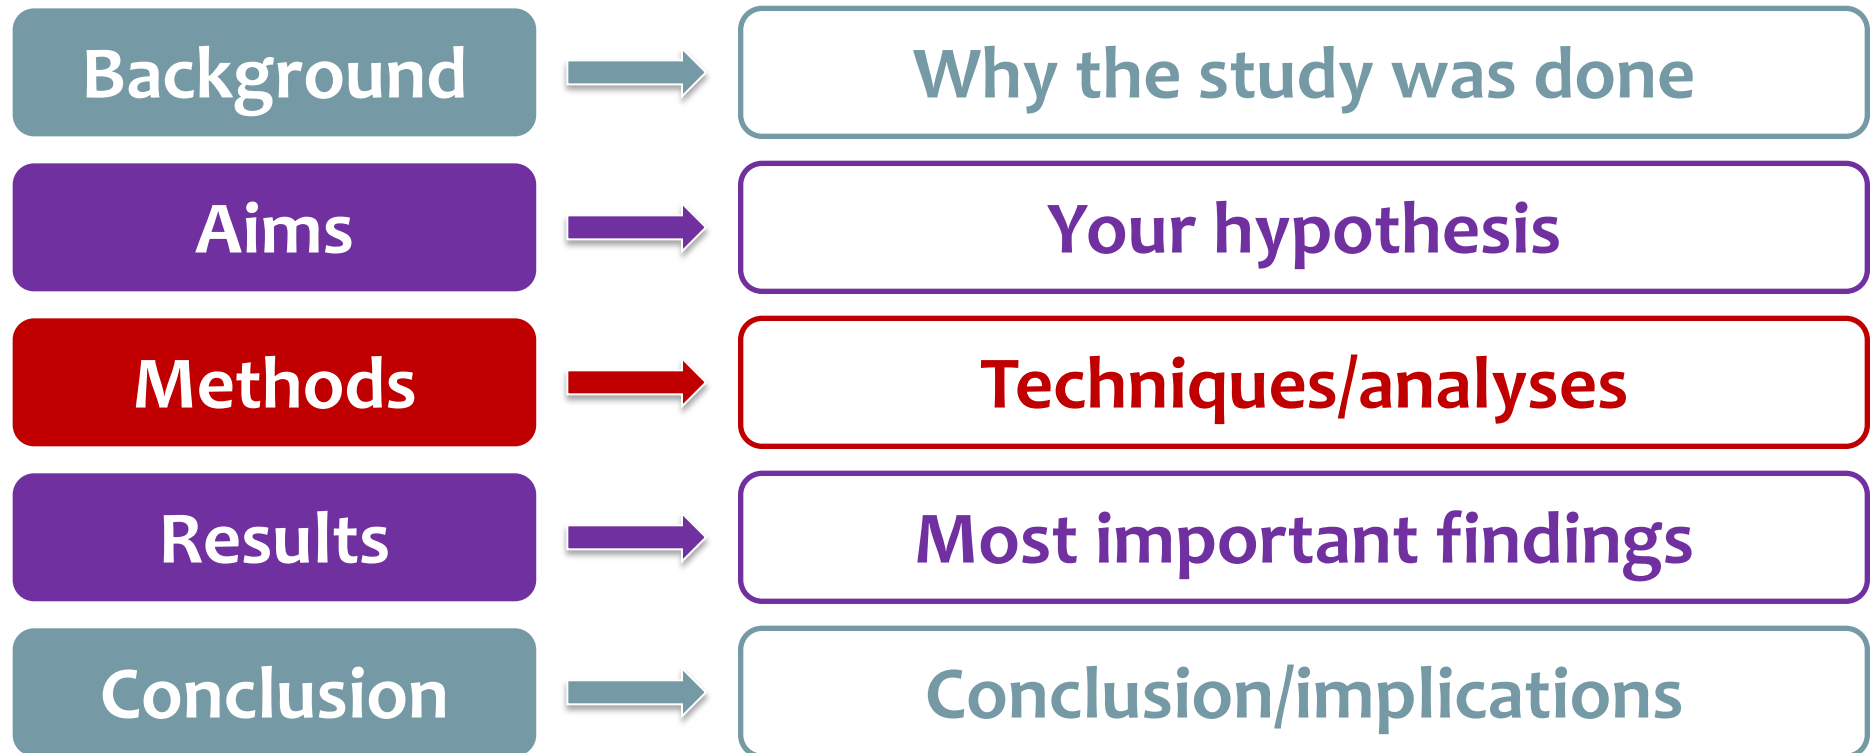 Background
Why the study was done
Aims
Your hypothesis
Methods
Techniques/analyses
Results
Most important findings
Conclusion
Conclusion/implications